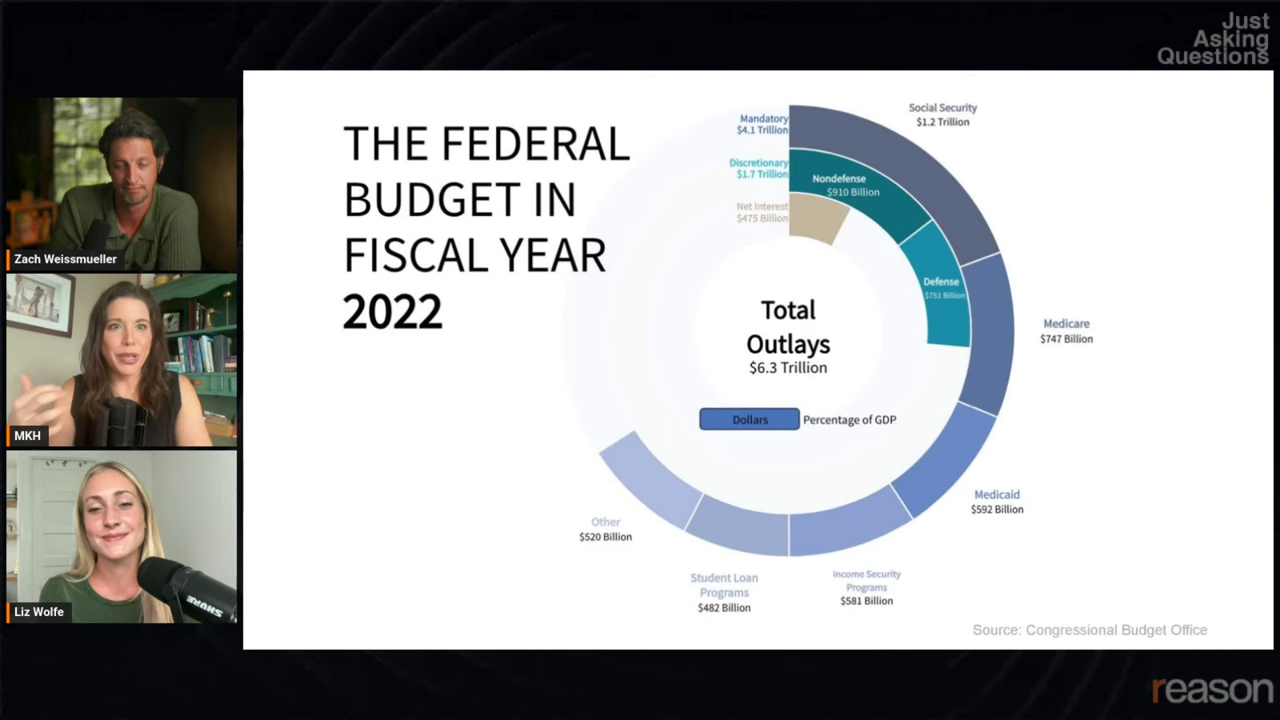 Just
Asking
Questions
THE FEDERAL
BUDGET IN
FISCAL YEAR
2022
Mandatory
$4.1 Trillion
Discretionary
$1.7 Trillion
Net Interest
$475 Billion
Social Security
$1.2 Trillion
Nondefense
$910 Billion
Defense
$751 Billion
Total
Outlays
$6.3 Trillion
Dollars Percentage of GDP
Medicare
$747 Billion
Medicaid
$592 Billion
Income Security
Programs
$581 Billion
Student Loan
Programs
$482 Billion
Other
$520 Billion
Source: Congressional Budget Office
Zach Weissmueller
MKH
Liz Wolfe
SHURE
reason